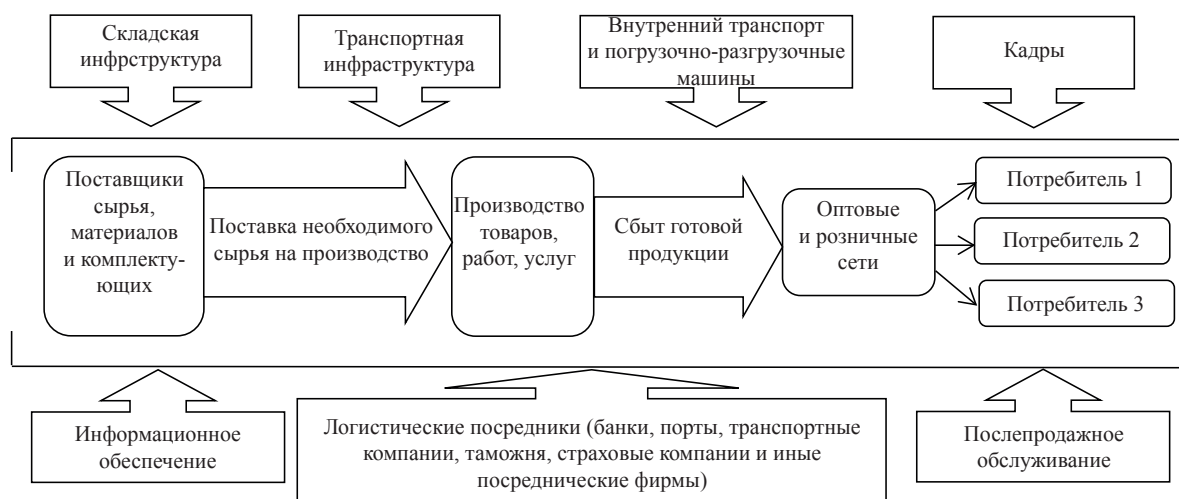 Складская
инфрструктура
Транспортная
инфраструктура
Внутренний транспорт
и погрузочно-разгрузочные
машины
Кадры
Поставщики
сырья,
материалов
и комплекту-
ющих
Поставка необходимого
сырья на производство
Производство
товаров,
работ, услуг
Сбыт готовой
продукции
Оптовые
и розничные
сети
Потребитель 1
Потребитель 2
Потребитель 3
Информационное
обеспечение
Логистические посредники (банки, порты, транспортные
компании, таможня, страховые компании и иные
посреднические фирмы)
Послепродажное
обслуживание